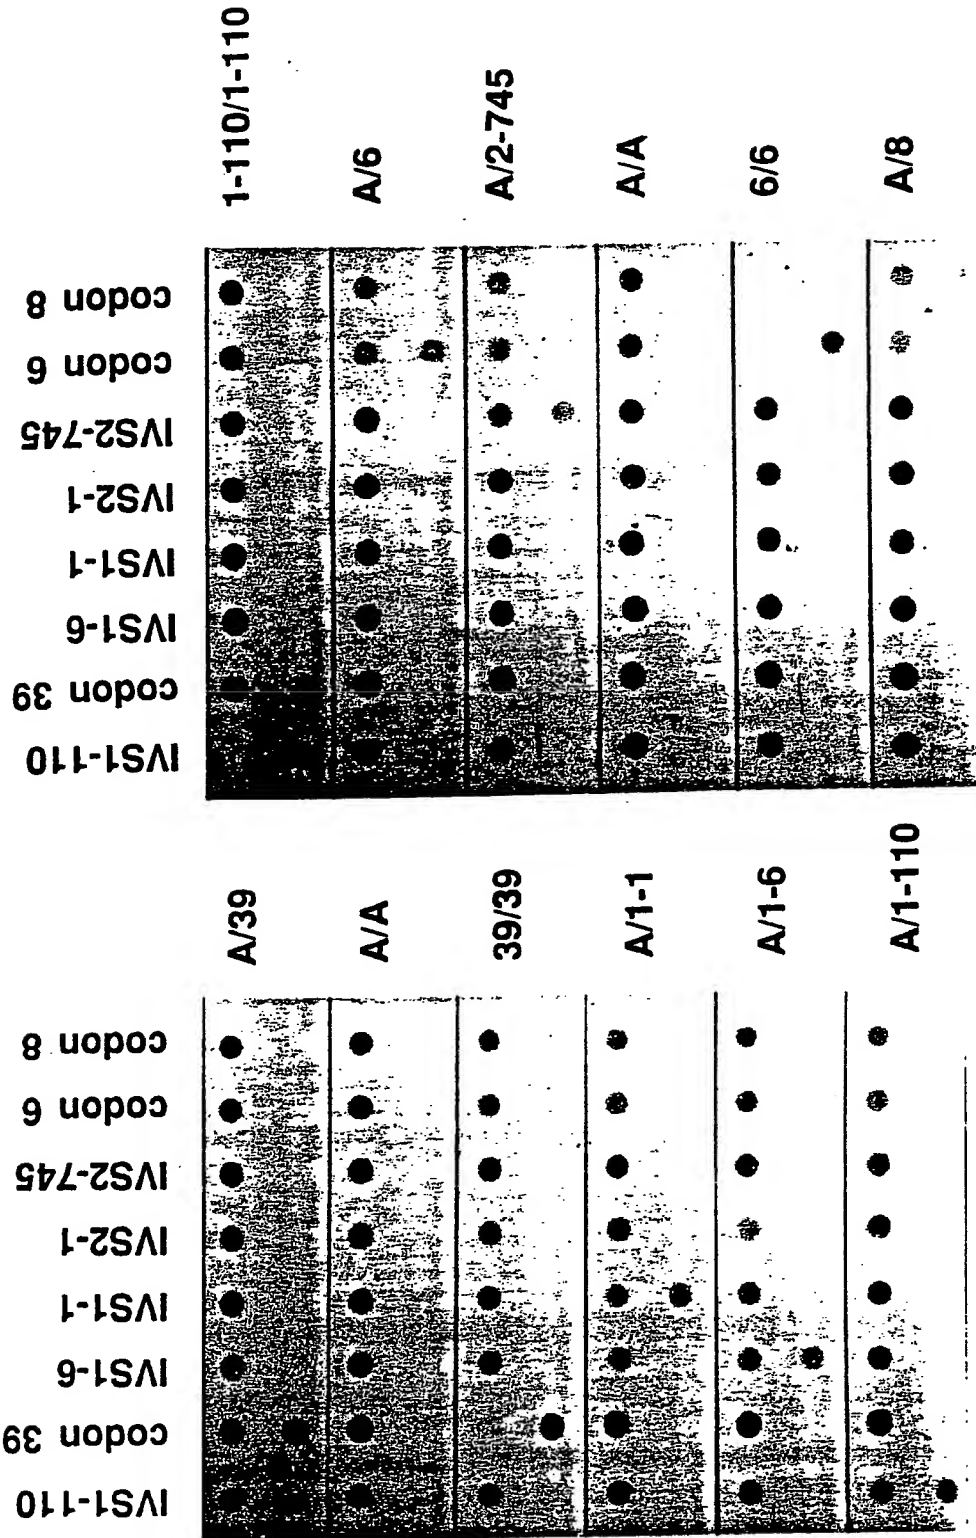 codon 8
codon 6
IVS2-745
IVS2-1
IVS1-1
IVS1-6
codon 39
IVS1-110
1-110/1-110
A/6
A/2-745
A/A
6/6
A/8
codon 8
codon 6
IVS2-745
IVS2-1
IVS1-1
IVS1-6
codon 39
IVS1-110
A/39
A/A
39/39
A/1-1
A/1-6
A/1-110